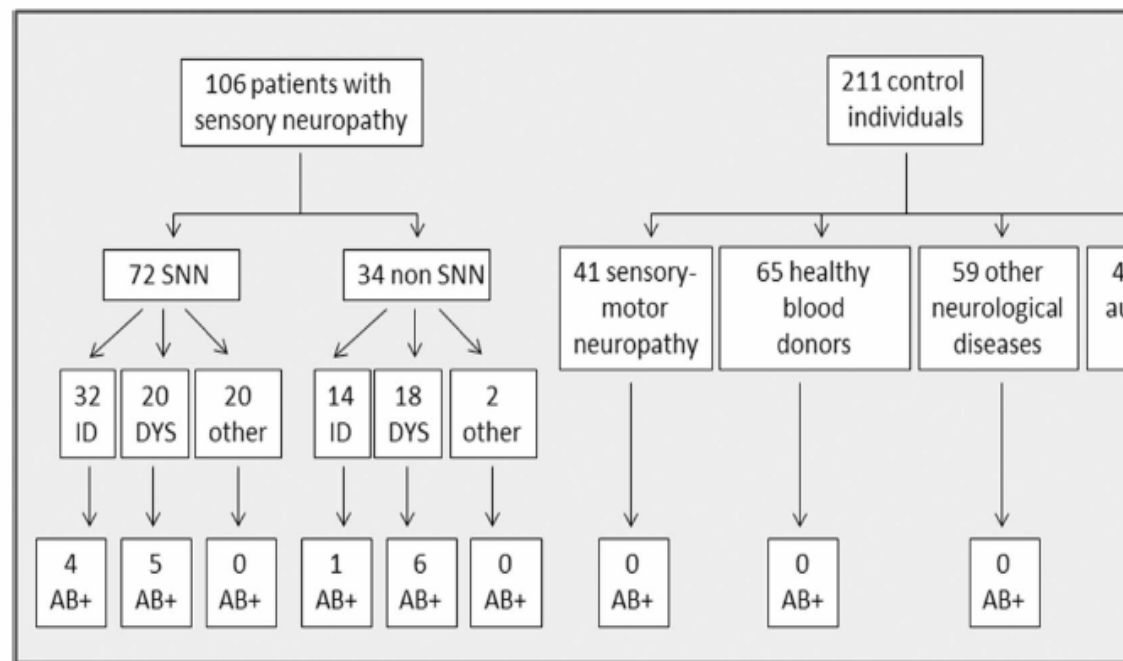 106 patients with
sensory neuropathy
211 control
individuals
72 SNN
34 non SNN
41 sensory-
motor
neuropathy
65 healthy
blood
donors
59 other
neurological
diseases
32
ID
20
DYS
20
other
14
ID
18
DYS
2
other
4
AB+
5
AB+
0
AB+
1
AB+
6
AB+
0
AB+
0
AB+
0
AB+
0
AB+